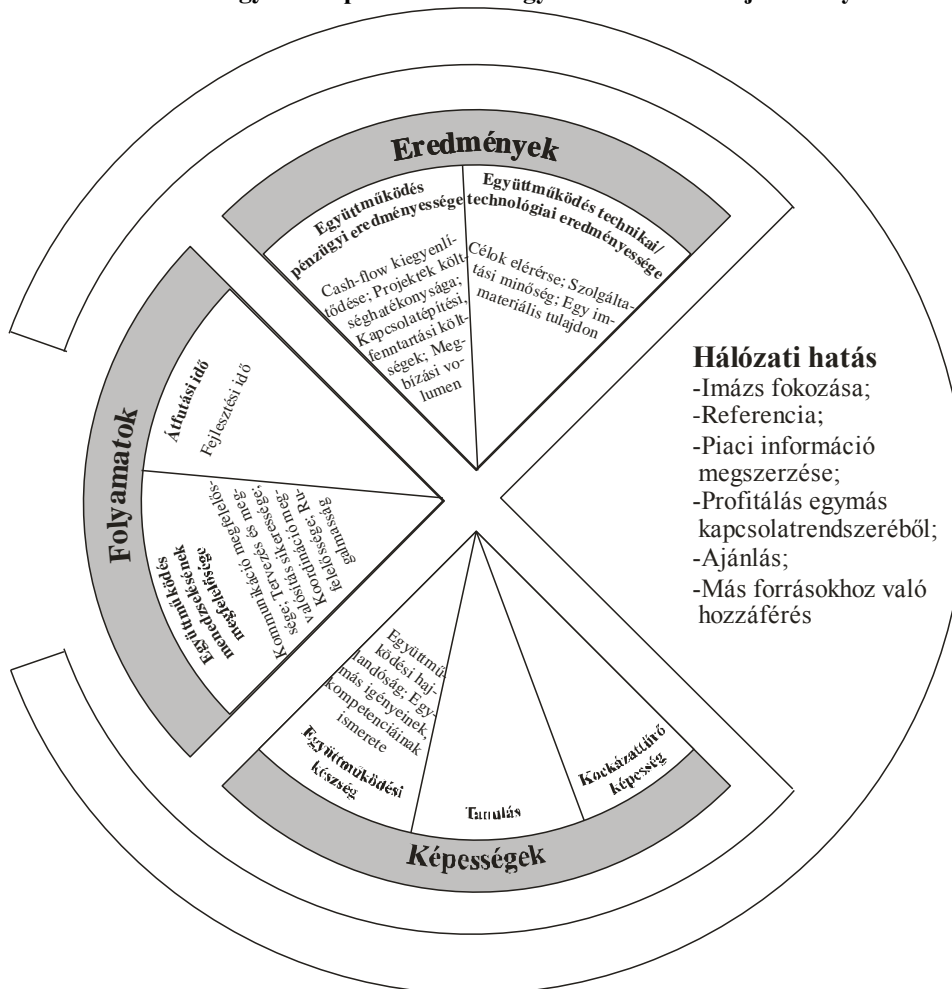 Eredmények
Együttműködés
pénzügyi eredményessége
Cash-flow kiegyenlí-
tődése; Projektek költ-
séghatékonysága;
Kapcsolatépítési,
fenntartási költ-
ségek; Meg-
bízási vo-
lumen
Együttműködés technikai/
technológiai eredményessége
Célok elérérse; Szolgálta-
tási minőség; Egy im-
materiális tulajdon
Folyamatok
Átfutási idő
Fejlesztési idő
Együttműködés
menedzselésének
megfelelősége
Kommunikáció megfelelős-
sége; Tervezés és meg-
valósítás sikeressége;
Koordináció meg-
felelőssége; Ru-
galmasság
Hálózati hatás
-Imázs fokozása;
-Referencia;
-Piaci információ
megszerzése;
-Profitálás egymás
kapcsolatrendszeréből;
-Ajánlás;
-Más forrásokhoz való
hozzáférés
Együttmű-
ködési haj-
landóság; Egy-
más igényeinek,
kompetenciáinak
ismerete
Együttműködési
készség
Tanulás
Kockázattűrő
képesség
Képességek